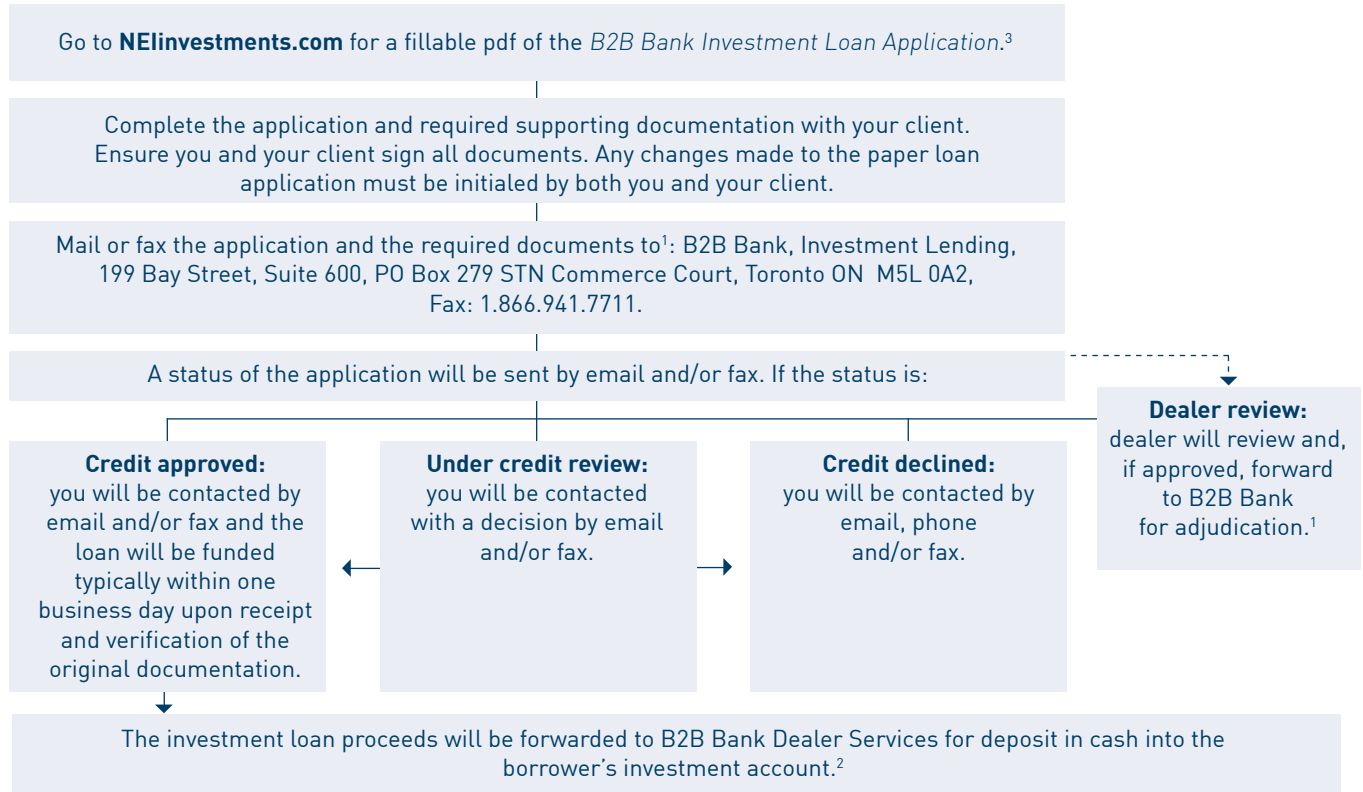 Go to NEIinvestments.com for a fillable pdf of the B2B Bank Investment Loan Application.³
Complete the application and required supporting documentation with your client.
Ensure you and your client sign all documents. Any changes made to the paper loan
application must be initialed by both you and your client.
Mail or fax the application and the required documents to¹: B2B Bank, Investment Lending,
199 Bay Street, Suite 600, PO Box 279 STN Commerce Court, Toronto ON  M5L 0A2,
Fax: 1.866.941.7711.
A status of the application will be sent by email and/or fax. If the status is:
Credit approved:
you will be contacted by
email and/or fax and the
loan will be funded
typically within one
business day upon receipt
and verification of the
original documentation.
Under credit review:
you will be contacted
with a decision by email
and/or fax.
Credit declined:
you will be contacted by
email, phone
and/or fax.
Dealer review:
dealer will review and,
if approved, forward
to B2B Bank
for adjudication.¹
The investment loan proceeds will be forwarded to B2B Bank Dealer Services for deposit in cash into the
borrower’s investment account.²